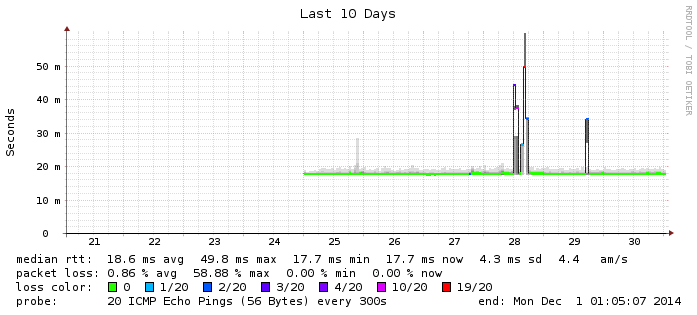 Last 10 Days
RRDTOOL / TOBI OETIKER
Seconds
50 m
40 m
30 m
20 m
10 m
0
21 22 23 24 25 26 27 28 29 30
median rtt: 18.6 ms avg 49.8 ms max 17.7 ms min 17.7 ms now 4.3 ms sd 4.4 am/s
packet loss: 0.86 % avg 58.88 % max 0.00 % min 0.00 % now
loss color: 0 1/20 2/20 3/20 4/20 10/20 19/20
probe: 20 ICMP Echo Pings (56 Bytes) every 300s end: Mon Dec 1 01:05:07 2014